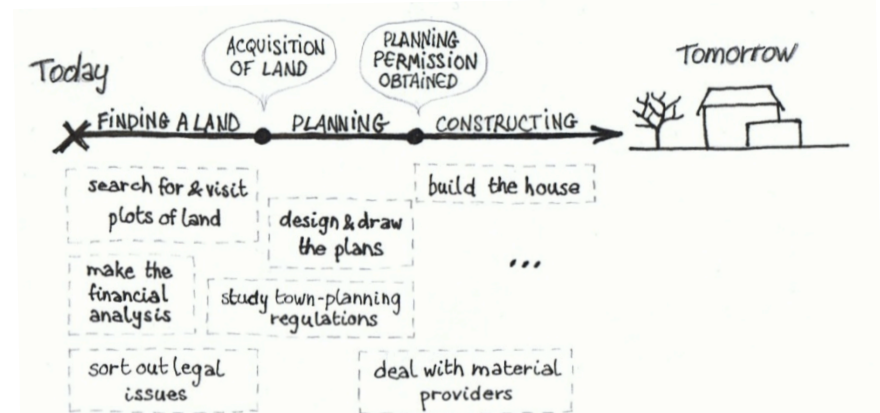 Today
ACQUISITION
OF LAND
PLANNING
PERMISSION
OBTAINED
Tomorrow
FINDING A LAND
PLANNING
CONSTRUCTING
search for & visit
plots of land
design & draw
the plans
build the house
make the
financial
analysis
study town-planning
regulations
...
sort out legal
issues
deal with material
providers